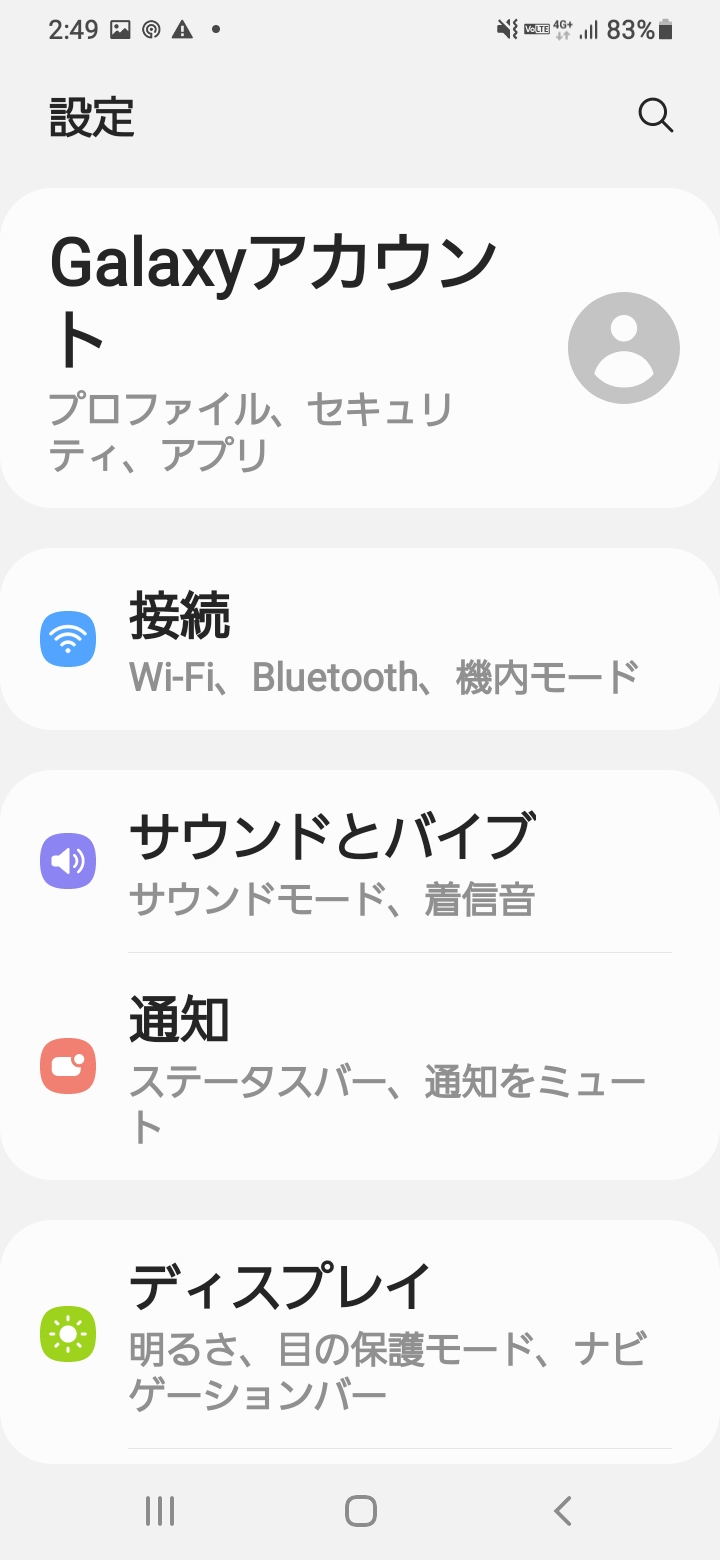 2:49
VoLTE 4G+ 83%
設定
Galaxyアカウン
ト
プロファイル、セキュリ
ティ、アプリ
接続
Wi-Fi、Bluetooth、機内モード
サウンドとバイブ
サウンドモード、着信音
通知
ステータスバー、通知をミュー
ト
ディスプレイ
明るさ、目の保護モード、ナビ
ゲーションバー